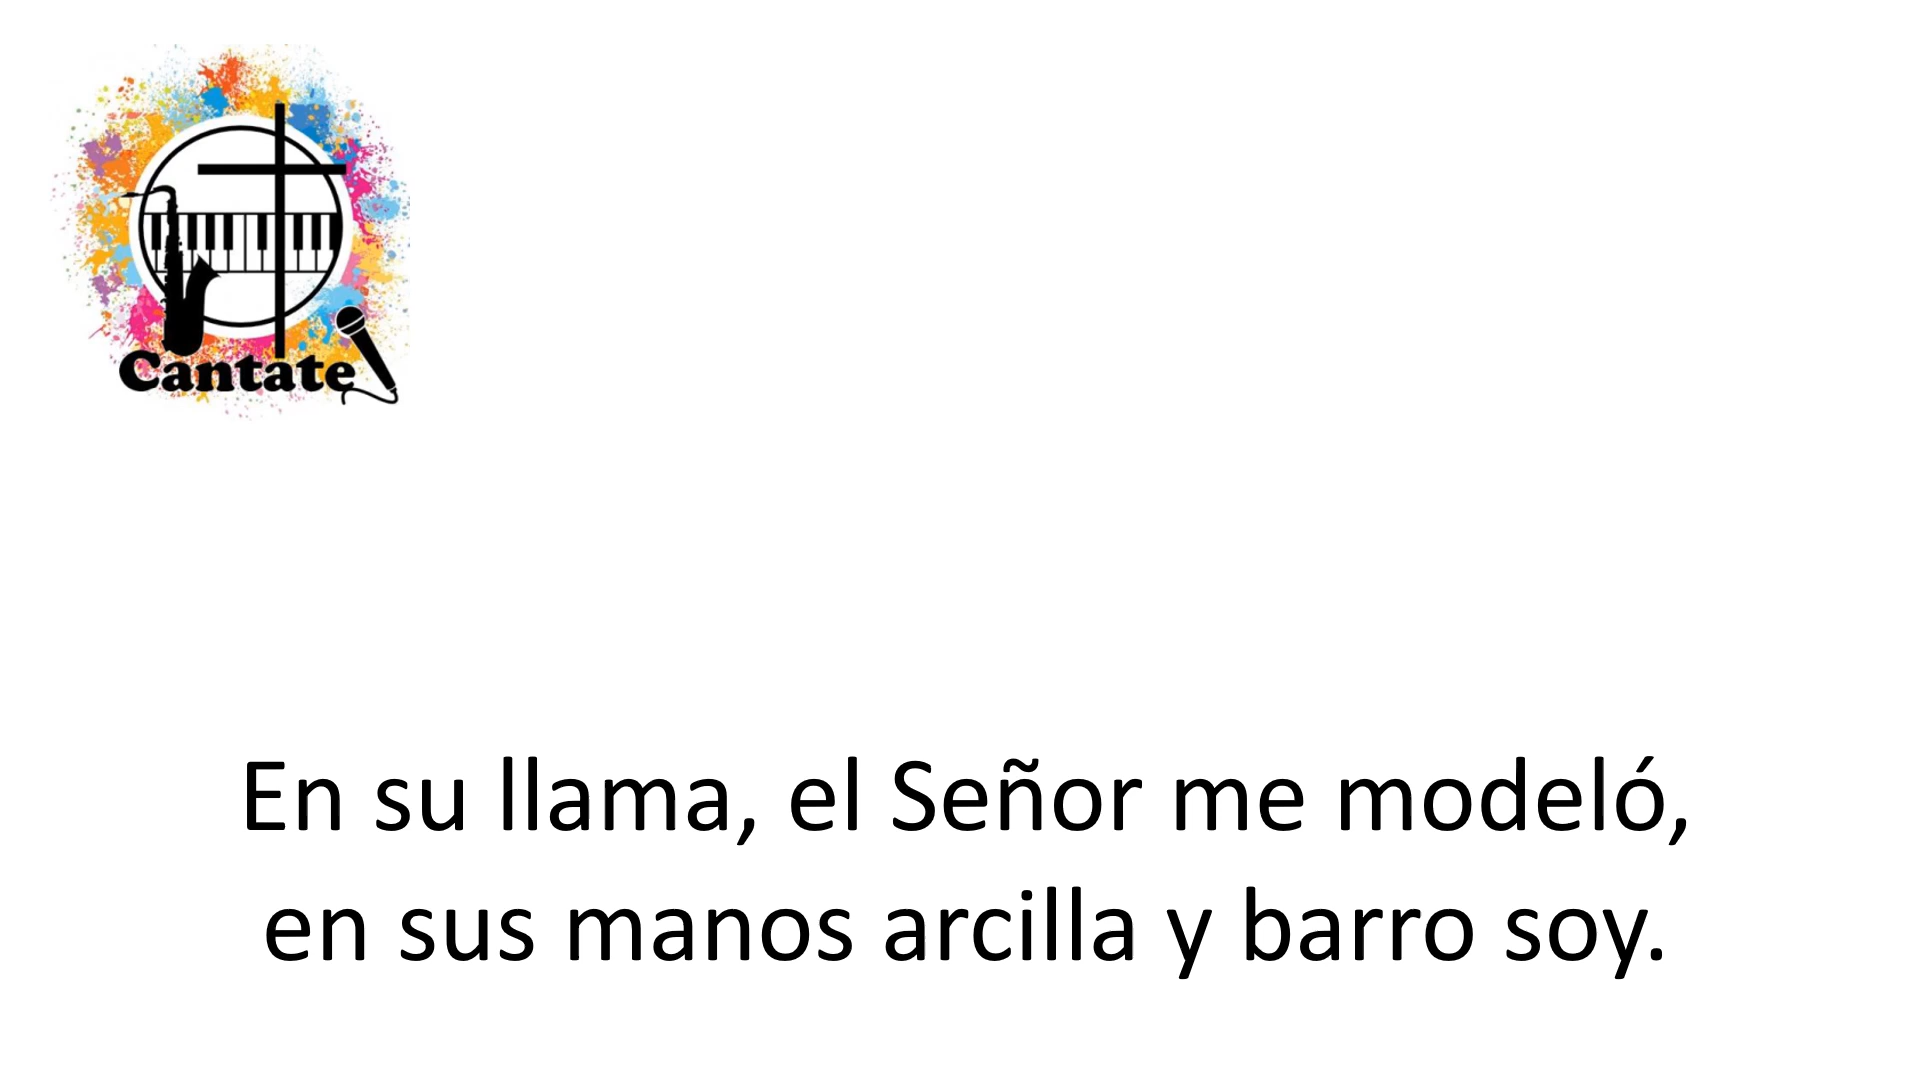 Cantate
En su llama, el Señor me modeló,
en sus manos arcilla y barro soy.